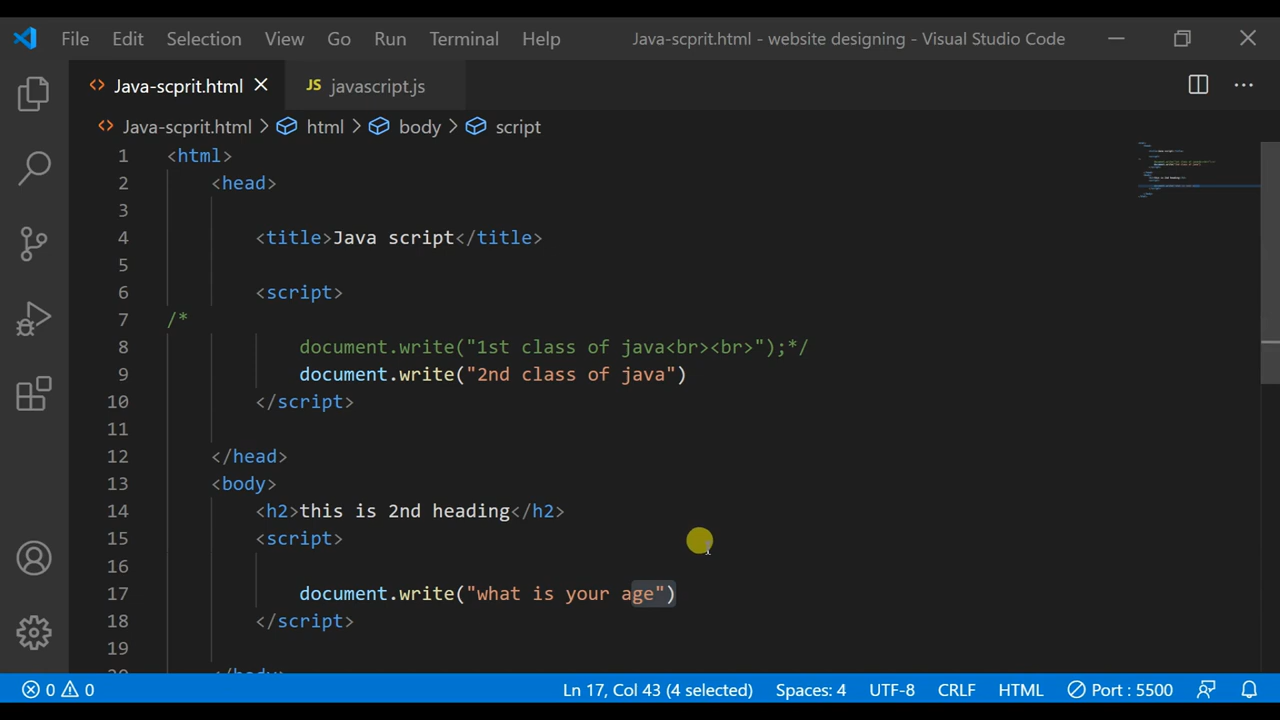 File Edit Selection View Go Run Terminal Help Java-scprit.html - website designing - Visual Studio Code
<> Java-scprit.html × JS javascript.js ...
<> Java-scprit.html > html > body > script
1 <html>
2 <head>
3
4 <title>Java script</title>
5
6 <script>
7 /*
8 document.write("1st class of java<br><br>");*/
9 document.write("2nd class of java")
10 </script>
11
12 </head>
13 <body>
14 <h2>this is 2nd heading</h2>
15 <script>
16
17 document.write("what is your age")
18 </script>
19
20 </body>
0 0 Ln 17, Col 43 (4 selected) Spaces: 4 UTF-8 CRLF HTML Port : 5500